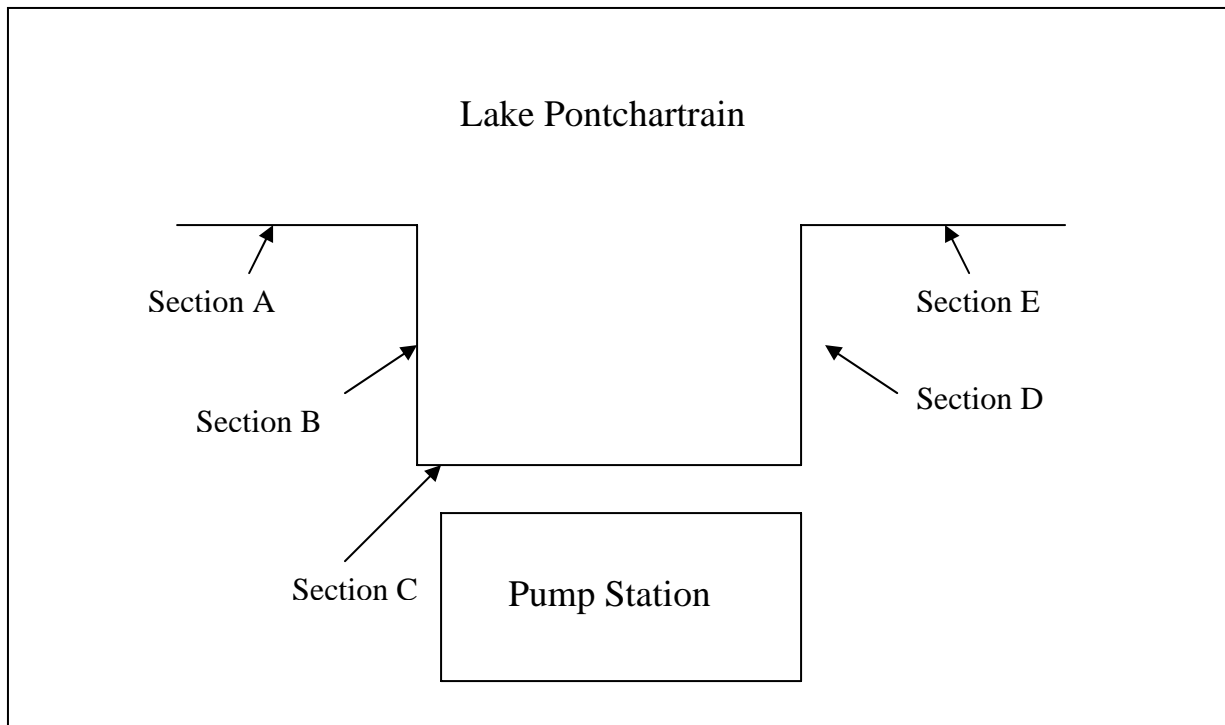 Lake Pontchartrain
Section A
Section E
Section B
Section D
Section C
Pump Station